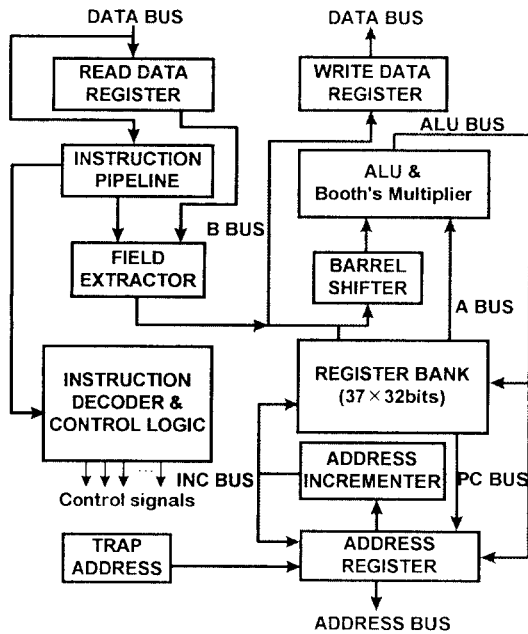 DATA BUS
DATA BUS
READ DATA
REGISTER
WRITE DATA
REGISTER
ALU BUS
INSTRUCTION
PIPELINE
ALU &
Booth's Multiplier
B BUS
FIELD
EXTRACTOR
BARREL
SHIFTER
A BUS
INSTRUCTION
DECODER &
CONTROL LOGIC
REGISTER BANK
(37×32bits)
INC BUS
ADDRESS
INCREMENTER
PC BUS
Control signals
TRAP
ADDRESS
ADDRESS
REGISTER
ADDRESS BUS